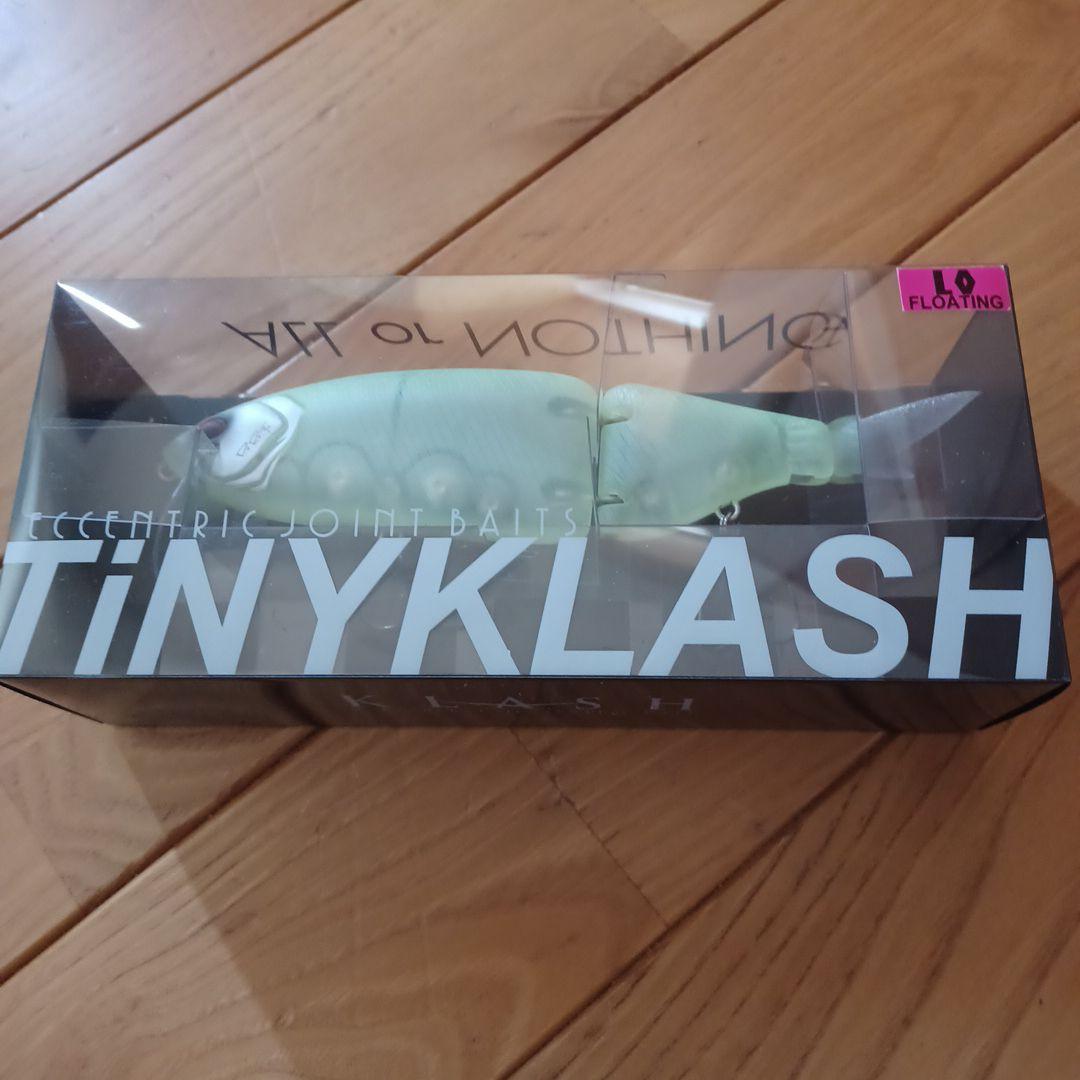 LO
FLOATING
ALL or NOTHING
ECCENTRIC JOINT BAITS
TiNYKLASH
KLASH